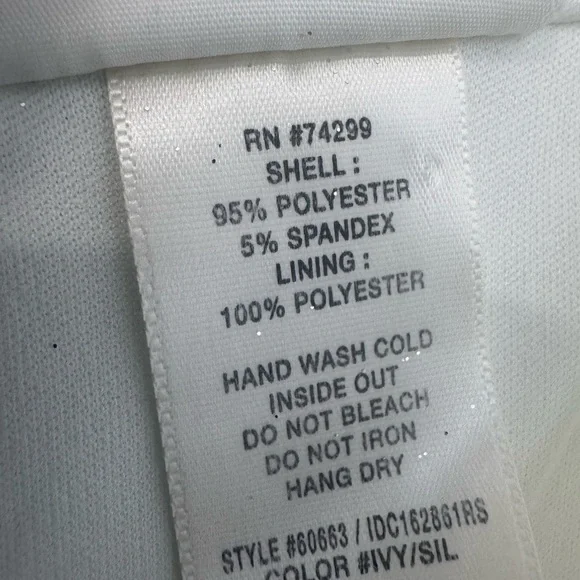 RN #74299
SHELL :
95% POLYESTER
5% SPANDEX
LINING :
100% POLYESTER
HAND WASH COLD
INSIDE OUT
DO NOT BLEACH
DO NOT IRON
HANG DRY
STYLE #60663 / IDC162861RS
COLOR #IVY/SIL